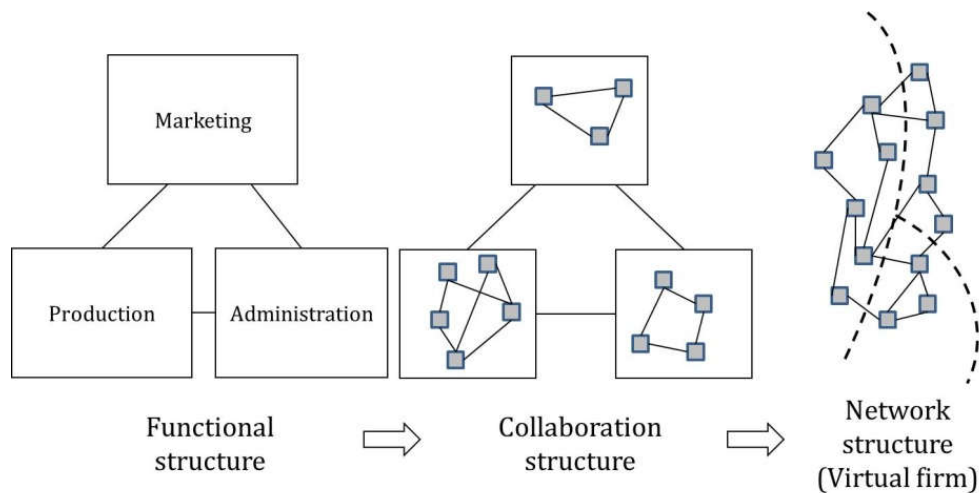 Marketing
Production
Administration
Functional
structure
Collaboration
structure
Network
structure
(Virtual firm)